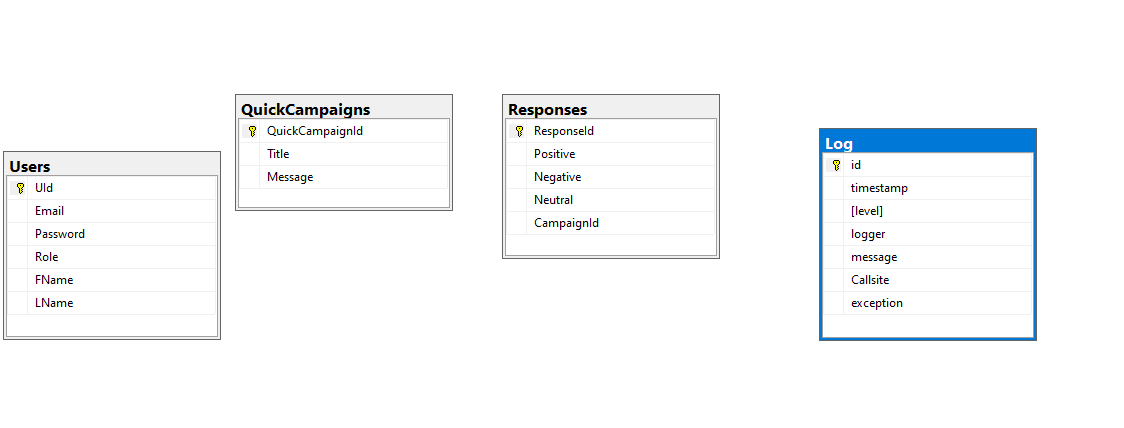 Users
UId
Email
Password
Role
FName
LName
QuickCampaigns
QuickCampaignId
Title
Message
Responses
ResponseId
Positive
Negative
Neutral
CampaignId
Log
id
timestamp
[level]
logger
message
Callsite
exception